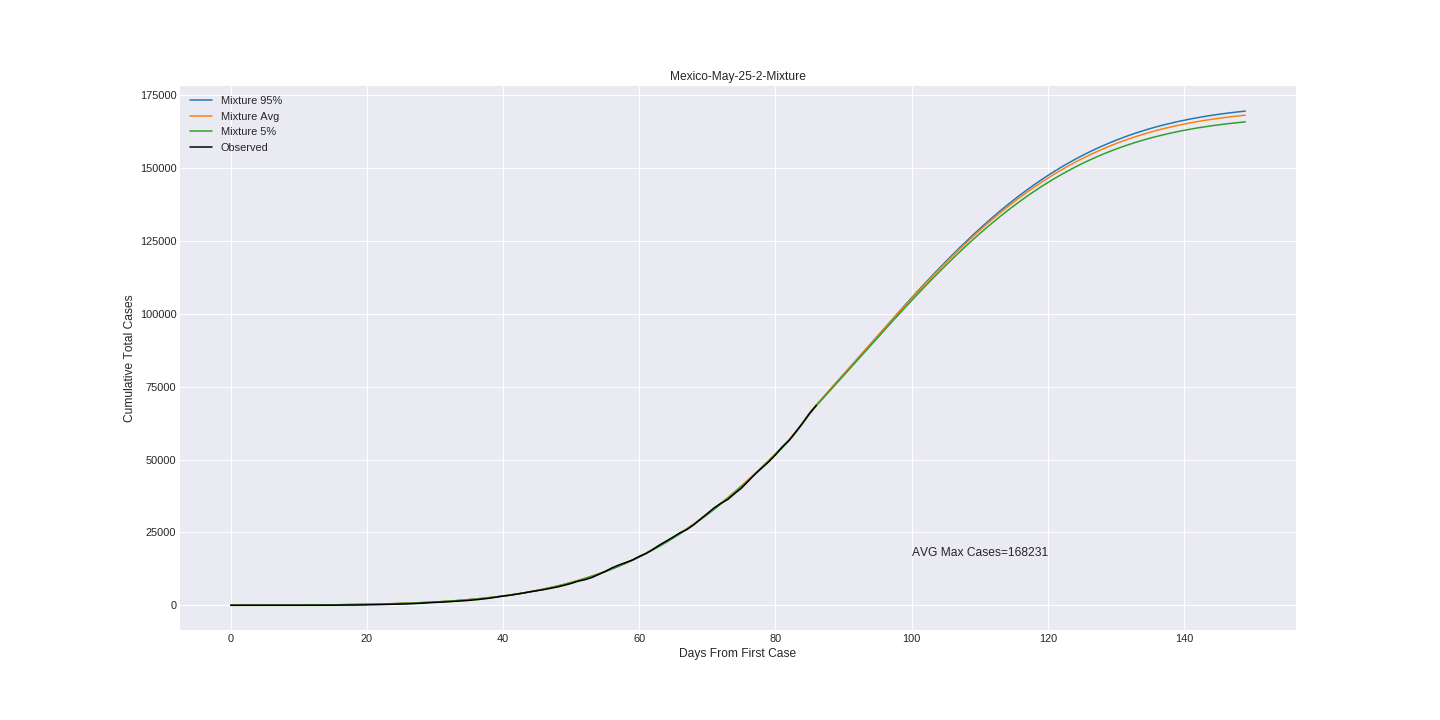 Mexico-May-25-2-Mixture
175000
150000
125000
100000
75000
50000
25000
0
Cumulative Total Cases
Mixture 95%
Mixture Avg
Mixture 5%
Observed
AVG Max Cases=168231
0 20 40 60 80 100 120 140
Days From First Case